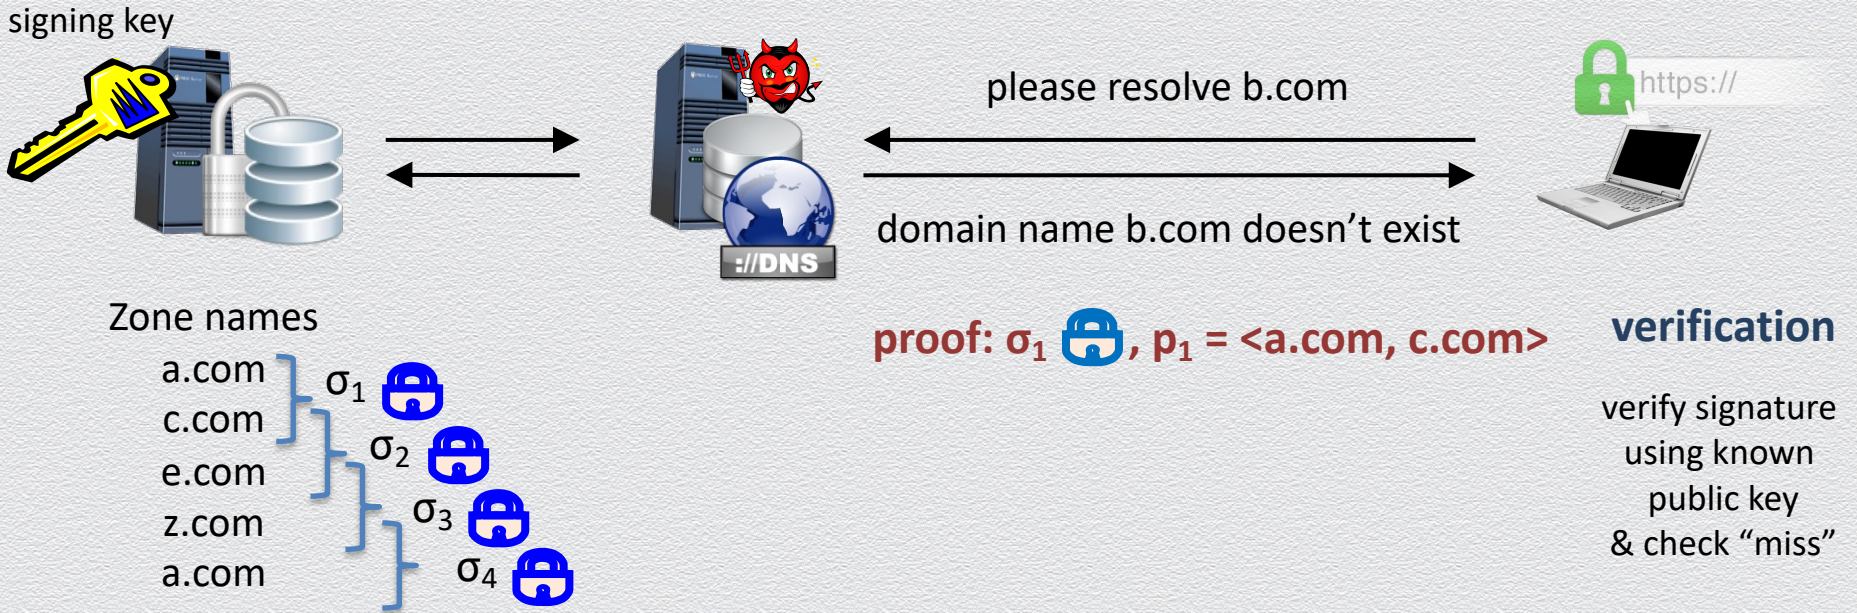 signing key
please resolve b.com
https://
domain name b.com doesn’t exist
://DNS
Zone names
a.com
c.com
e.com
z.com
a.com
σ1
σ2
σ3
σ4
proof: σ1 , p1 = <a.com, c.com>
verification
verify signature
using known
public key
& check “miss”